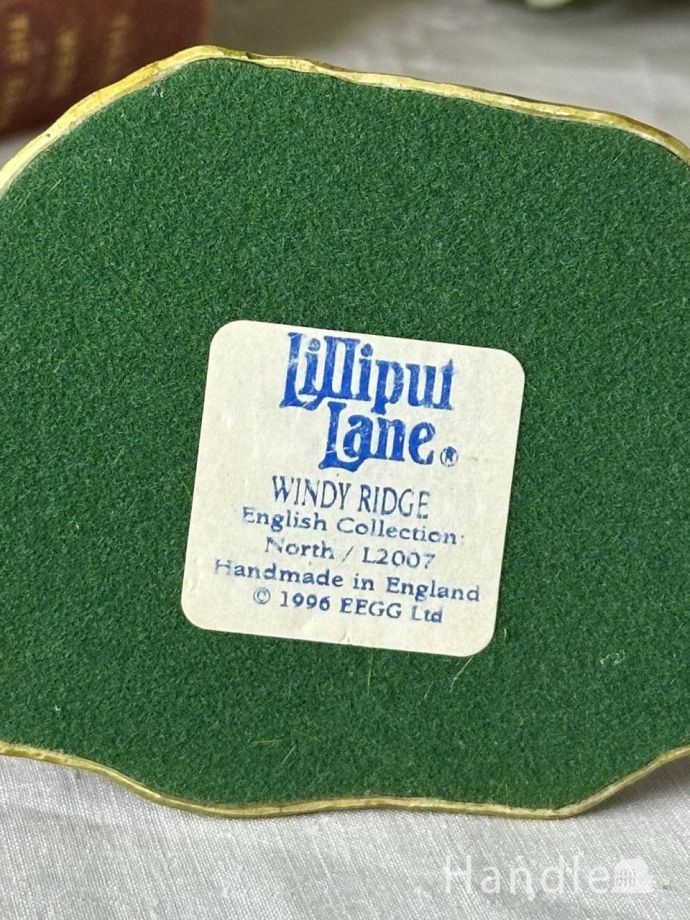 Lilliput
Lane®
WINDY RIDGE
English Collection:
North / L2007
Handmade in England
© 1996 EEGG Ltd
Handle